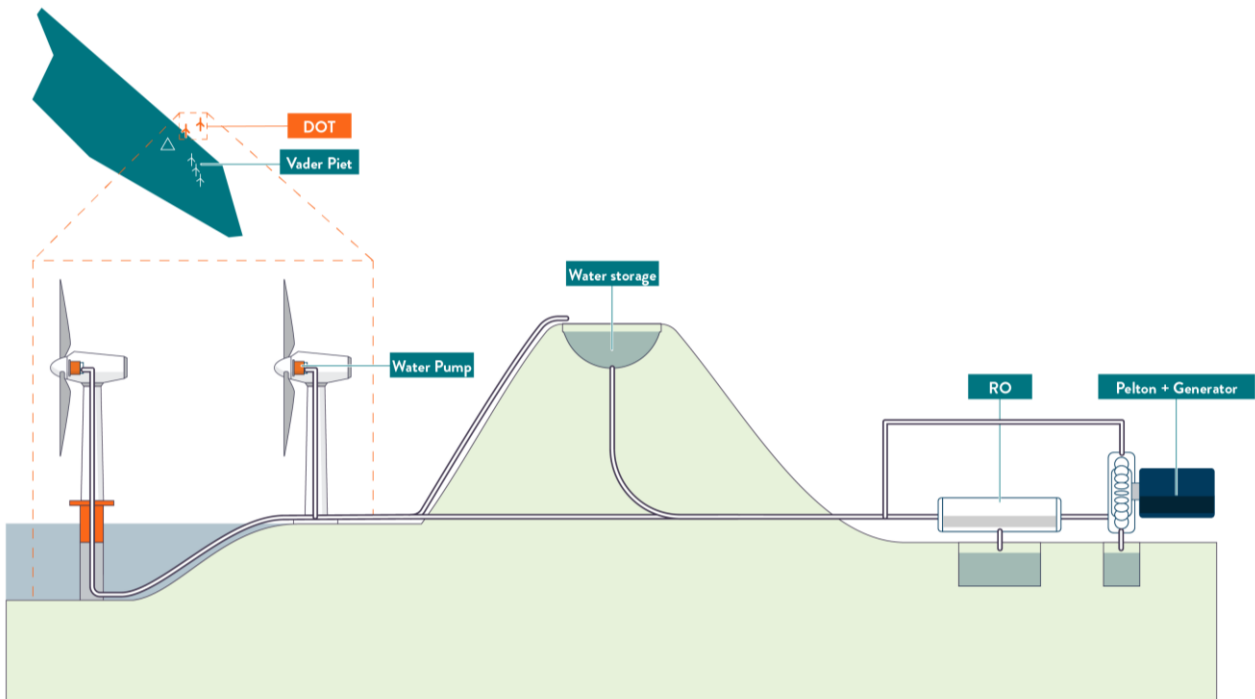 DOT
Vader Piet
Water storage
Water Pump
RO
Pelton + Generator